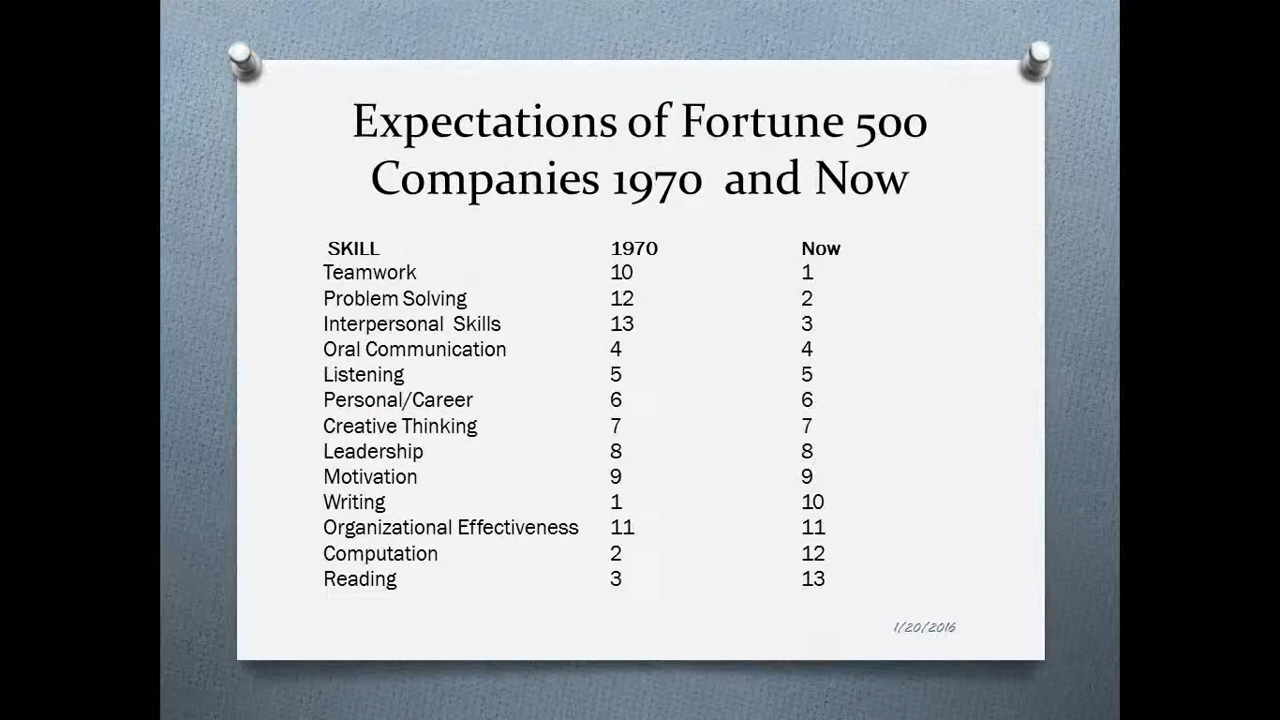 Expectations of Fortune 500
Companies 1970 and Now
SKILL 1970 Now
Teamwork 10 1
Problem Solving 12 2
Interpersonal Skills 13 3
Oral Communication 4 4
Listening 5 5
Personal/Career 6 6
Creative Thinking 7 7
Leadership 8 8
Motivation 9 9
Writing 1 10
Organizational Effectiveness 11 11
Computation 2 12
Reading 3 13
1/20/2016